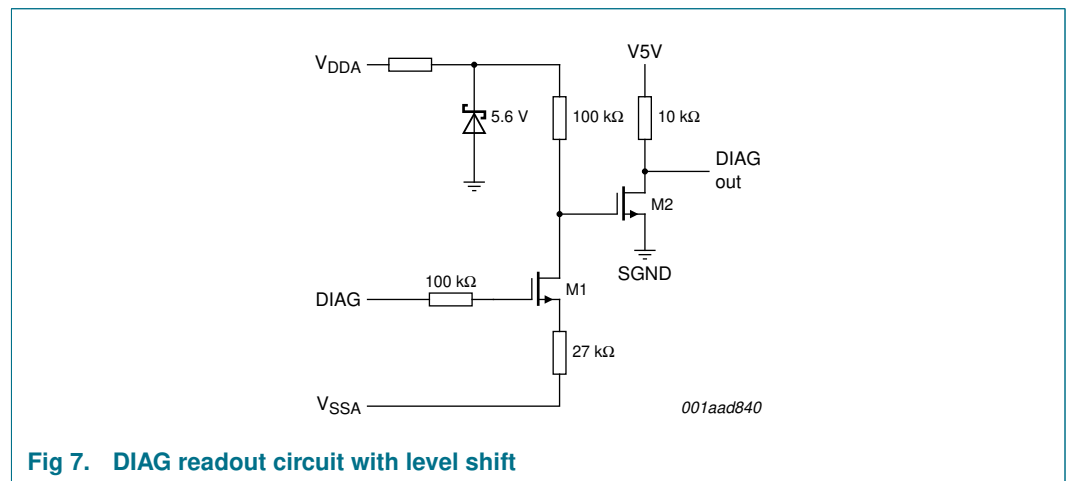 V5V
VDDA
5.6 V
100 kΩ
10 kΩ
DIAG
out
M2
SGND
100 kΩ
DIAG
M1
27 kΩ
VSSA
001aad840
Fig 7. DIAG readout circuit with level shift